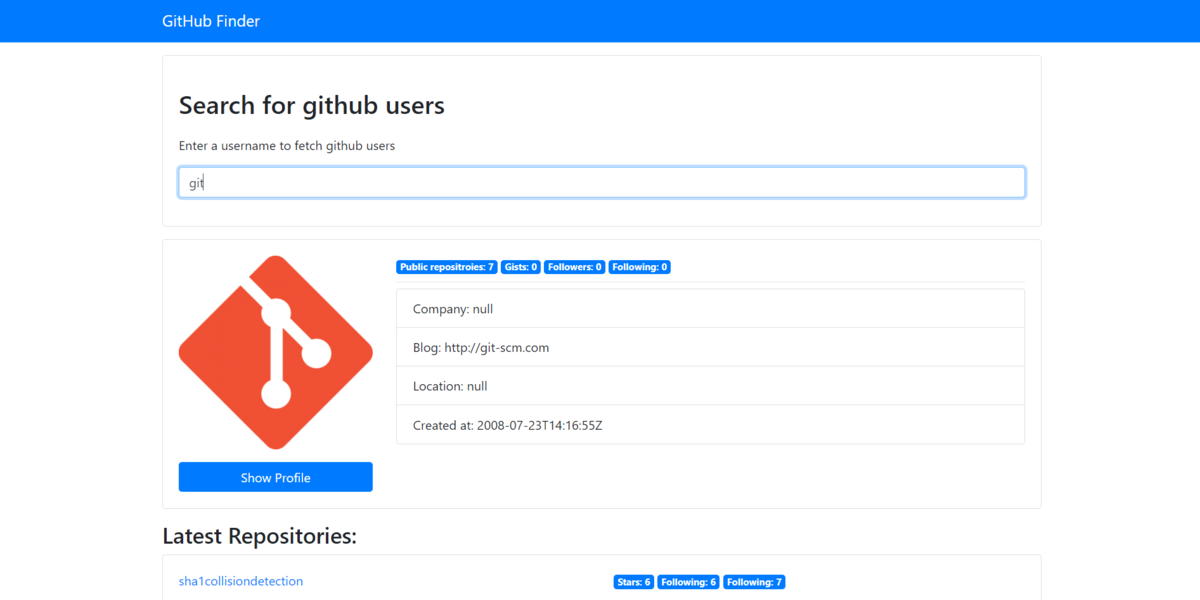 GitHub Finder
Search for github users
Enter a username to fetch github users
git
Public repositroies: 7 Gists: 0 Followers: 0 Following: 0
Company: null
Blog: http://git-scm.com
Location: null
Created at: 2008-07-23T14:16:55Z
Show Profile
Latest Repositories:
sha1collisiondetection Stars: 6 Following: 6 Following: 7